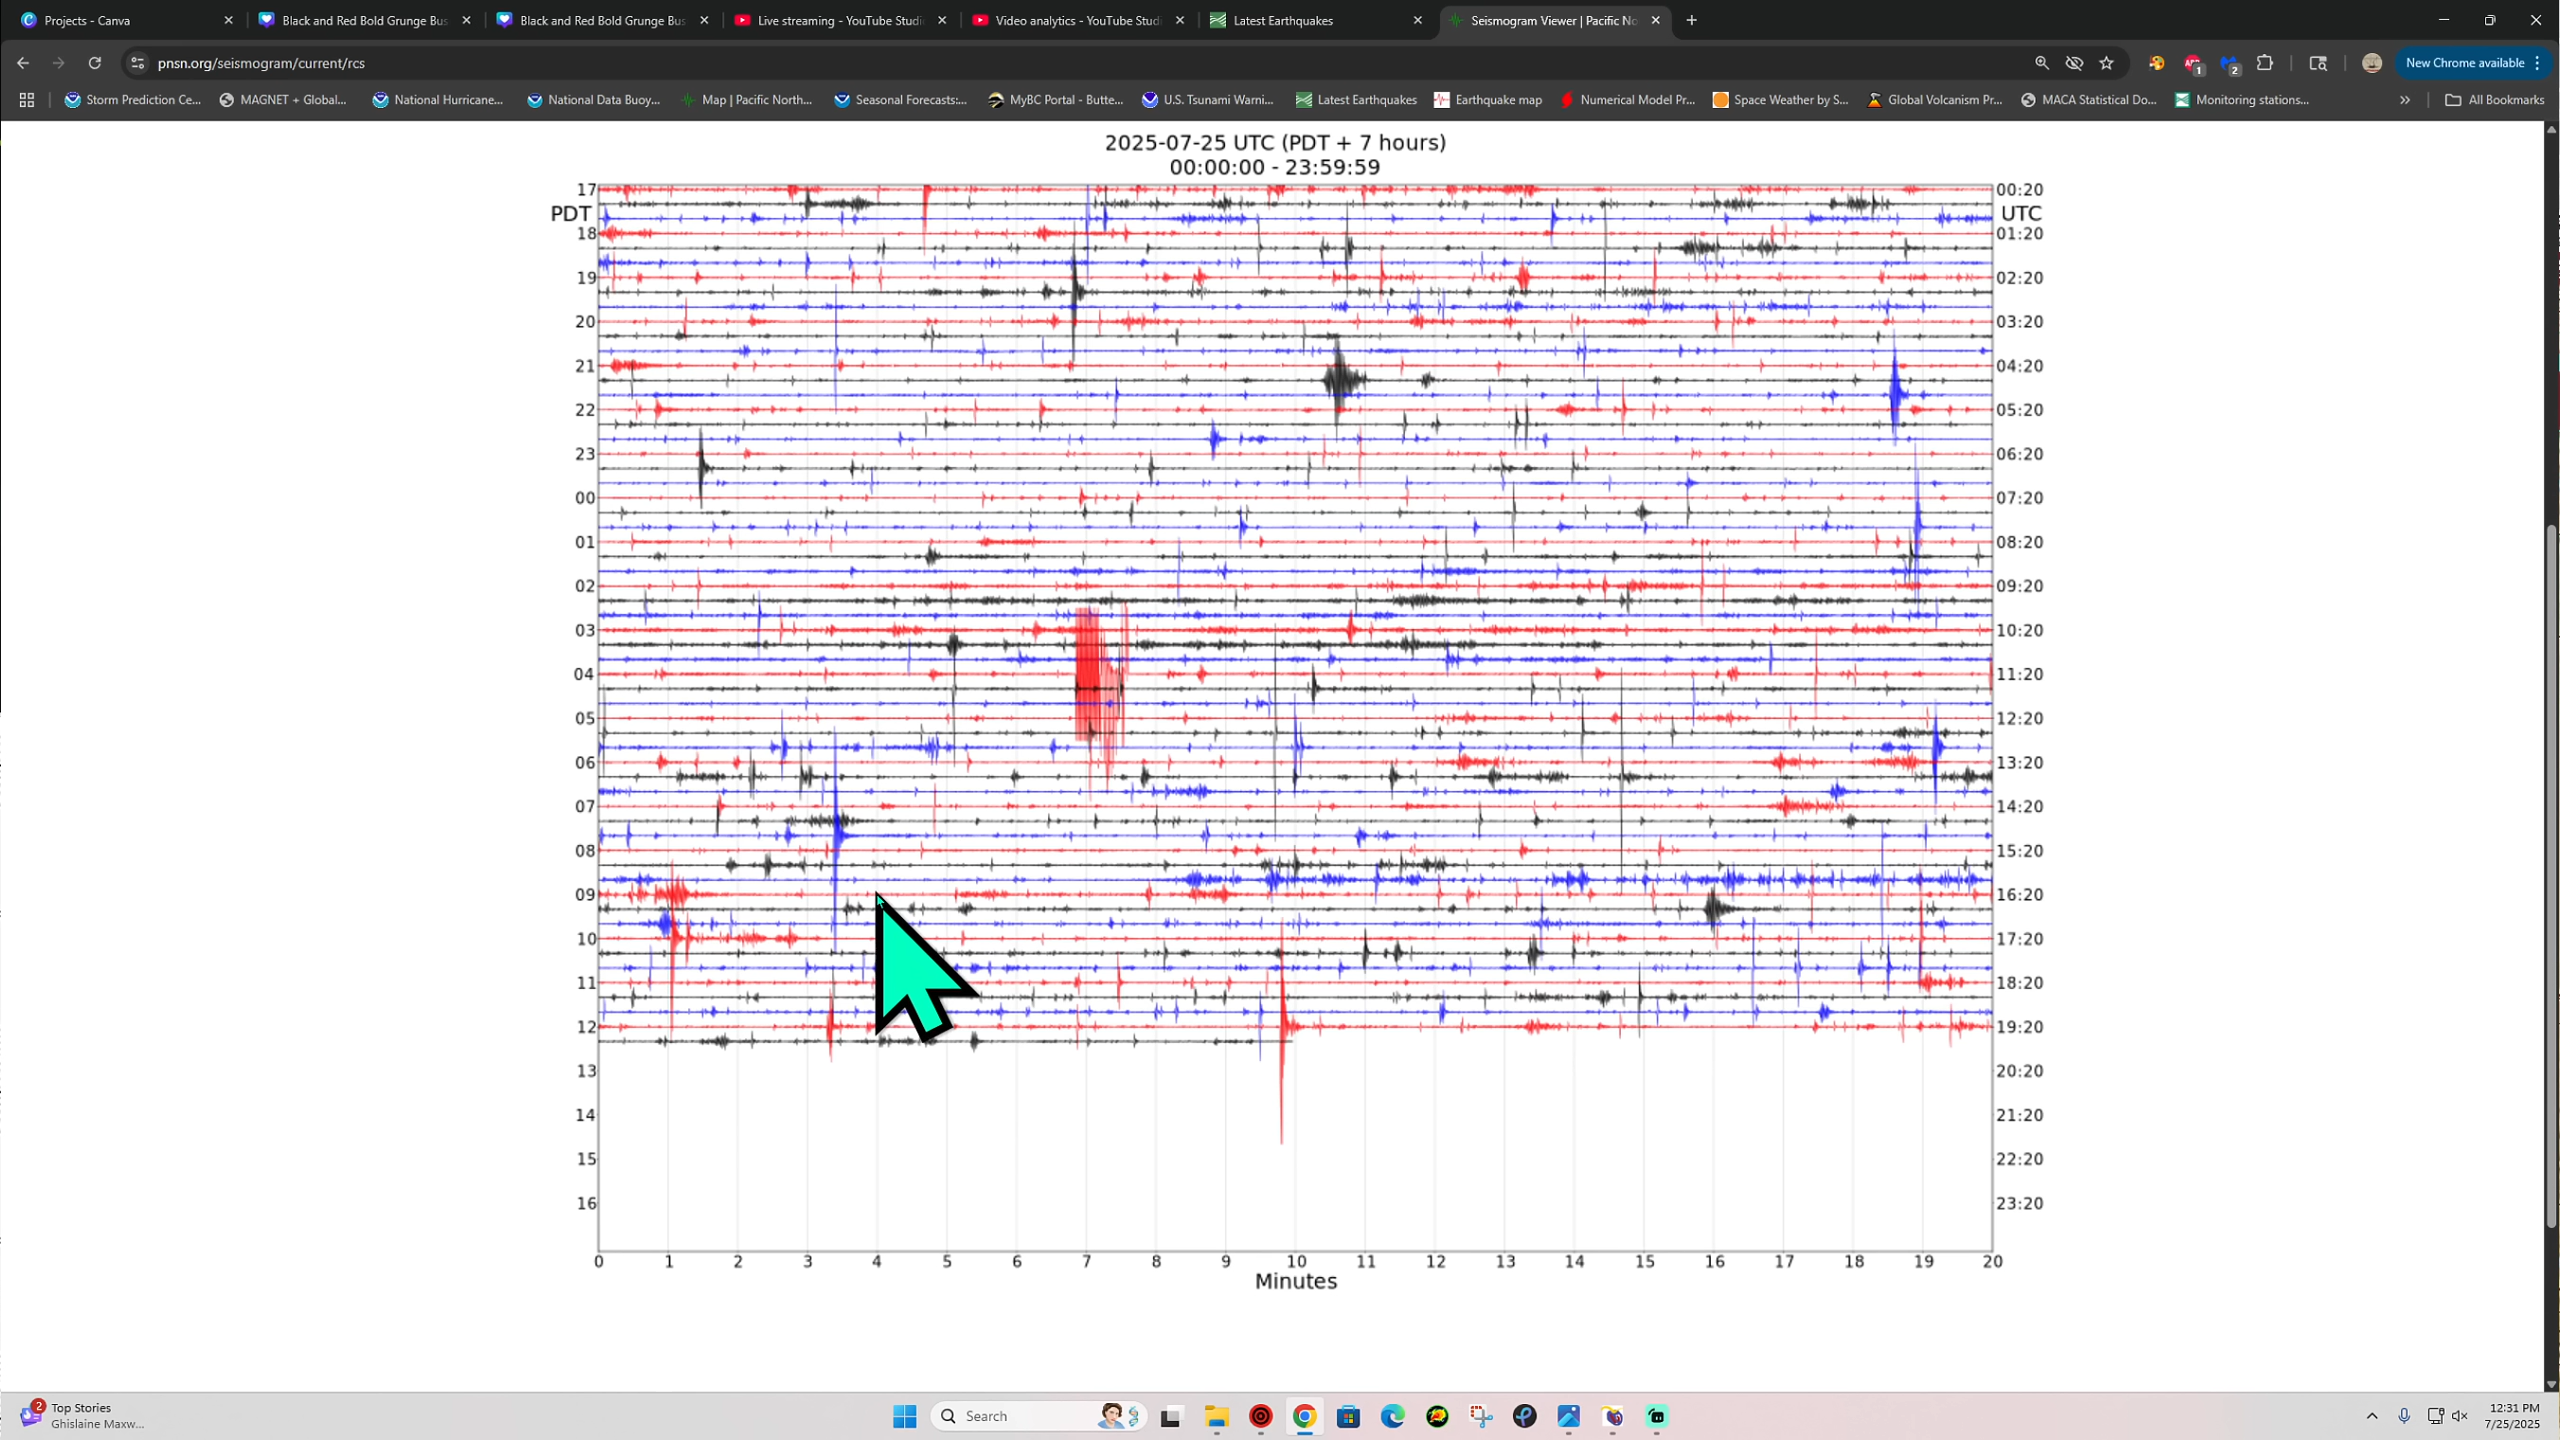 Projects - Canva
Black and Red Bold Grunge Bus
Black and Red Bold Grunge Bus
Live streaming - YouTube Studio
Video analytics - YouTube Studi
Latest Earthquakes
Seismogram Viewer | Pacific No
pnsn.org/seismogram/current/rcs
1
2
New Chrome available
Storm Prediction Ce...
MAGNET + Global...
National Hurricane...
National Data Buoy...
Map | Pacific North...
Seasonal Forecasts:...
MyBC Portal - Butte...
U.S. Tsunami Warni...
Latest Earthquakes
Earthquake map
Numerical Model Pr...
Space Weather by S...
Global Volcanism Pr...
MACA Statistical Do...
Monitoring stations...
All Bookmarks
2025-07-25 UTC (PDT + 7 hours)
00:00:00 - 23:59:59
17 00:20
PDT UTC
18 01:20
19 02:20
20 03:20
21 04:20
22 05:20
23 06:20
00 07:20
01 08:20
02 09:20
03 10:20
04 11:20
05 12:20
06 13:20
07 14:20
08 15:20
09 16:20
10 17:20
11 18:20
12 19:20
13 20:20
14 21:20
15 22:20
16 23:20
0 1 2 3 4 5 6 7 8 9 10 11 12 13 14 15 16 17 18 19 20
Minutes
2
Top Stories
Ghislaine Maxw...
Search
12:31 PM
7/25/2025